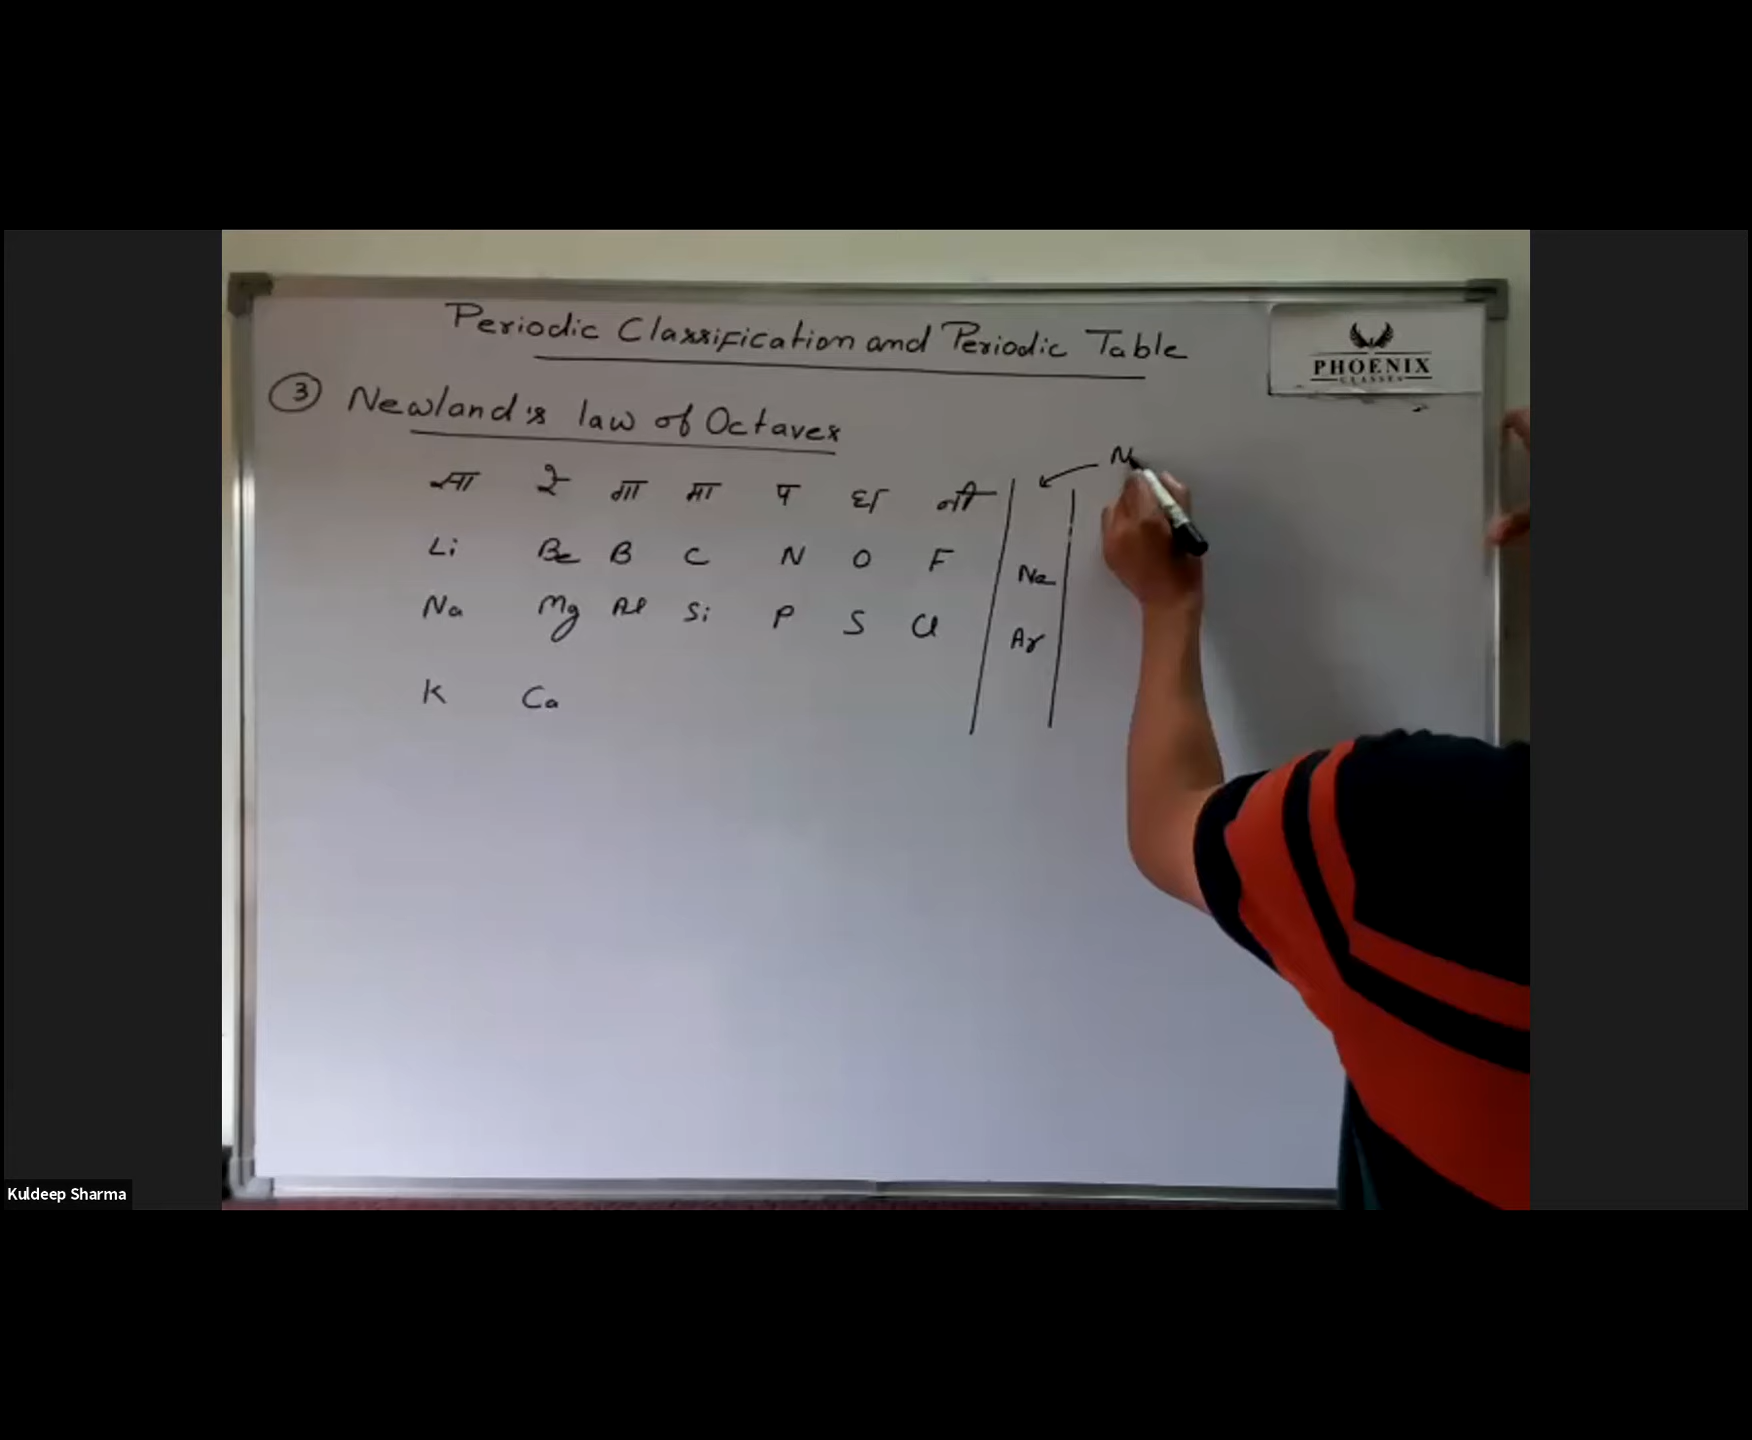 Periodic Classification and Periodic Table
PHOENIX
CLASSES
3 Newland's law of Octaves
N
सा रे गा मा प धा नी
Li Be B C N O F Ne
Na Mg Al Si P S Cl Ar
K Ca
Kuldeep Sharma